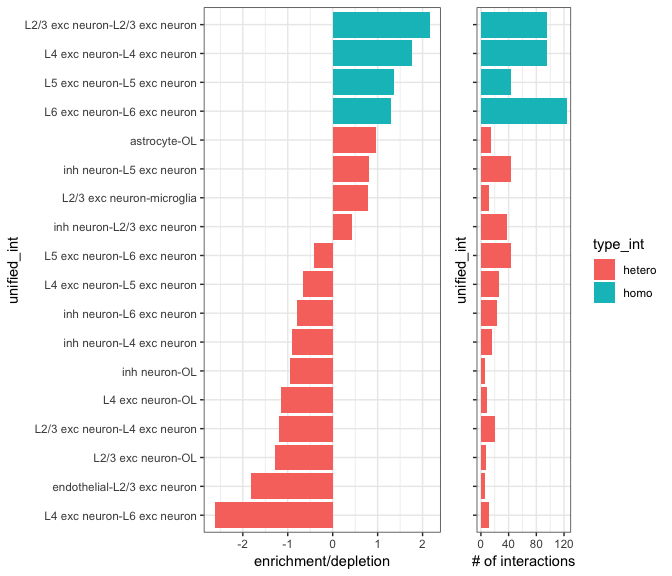 unified_int
L2/3 exc neuron-L2/3 exc neuron
L4 exc neuron-L4 exc neuron
L5 exc neuron-L5 exc neuron
L6 exc neuron-L6 exc neuron
astrocyte-OL
inh neuron-L5 exc neuron
L2/3 exc neuron-microglia
inh neuron-L2/3 exc neuron
L5 exc neuron-L6 exc neuron
L4 exc neuron-L5 exc neuron
inh neuron-L6 exc neuron
inh neuron-L4 exc neuron
inh neuron-OL
L4 exc neuron-OL
L2/3 exc neuron-L4 exc neuron
L2/3 exc neuron-OL
endothelial-L2/3 exc neuron
L4 exc neuron-L6 exc neuron
-2 -1 0 1 2
enrichment/depletion
unified_int
0 40 80 120
# of interactions
type_int
hetero
homo